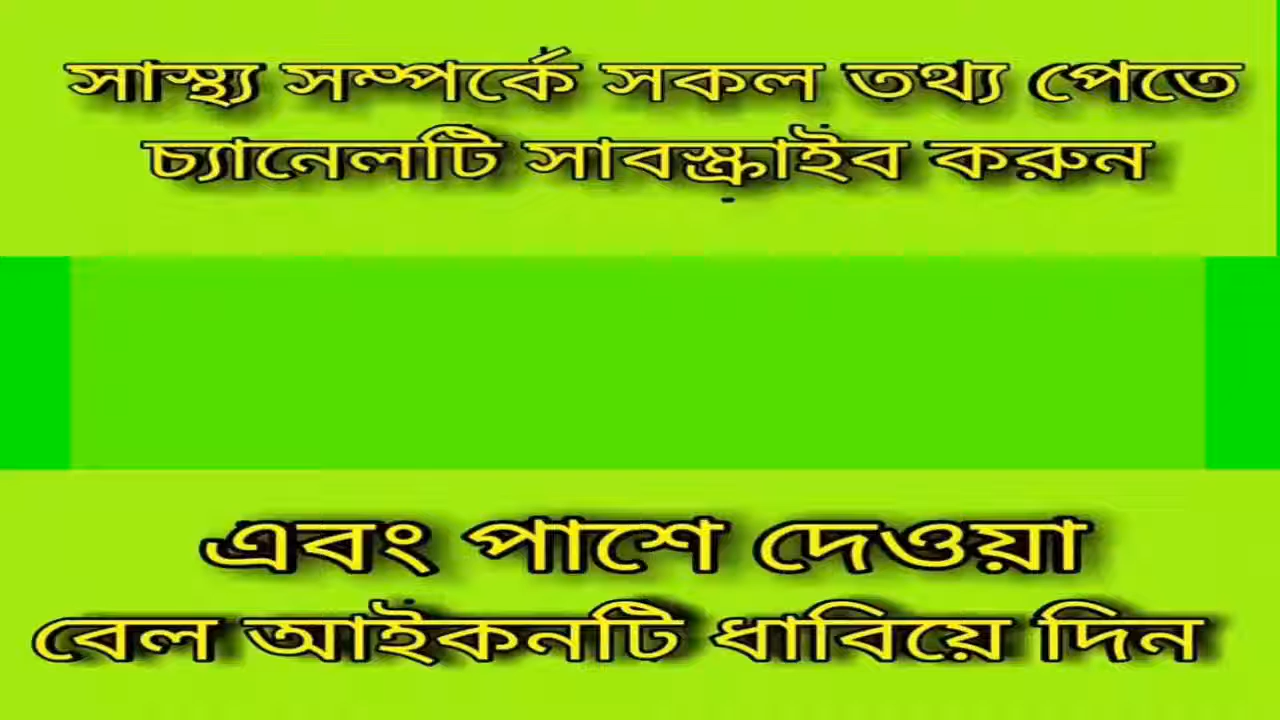 সাস্থ্য সম্পর্কে সকল তথ্য পেতে
চ্যানেলটি সাবস্ক্রাইব করুন
এবং পাশে দেওয়া
বেল আইকনটি ধাবিয়ে দিন